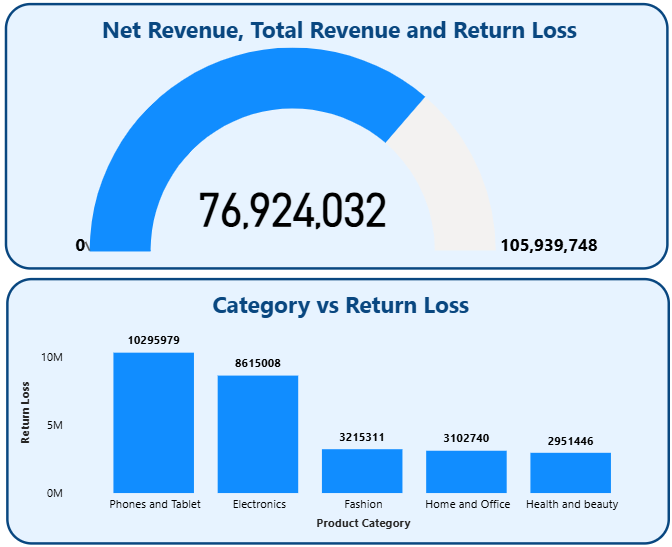 Net Revenue, Total Revenue and Return Loss
76,924,032
0
105,939,748
Category vs Return Loss
Return Loss
10M
5M
0M
10295979
8615008
3215311
3102740
2951446
Phones and Tablet
Electronics
Fashion
Home and Office
Health and beauty
Product Category